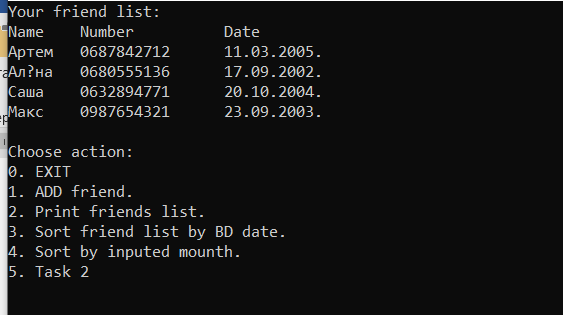 Your friend list:
Name Number Date
Артем 0687842712 11.03.2005.
Ал?на 0680555136 17.09.2002.
Саша 0632894771 20.10.2004.
Макс 0987654321 23.09.2003.
Choose action:
0. EXIT
1. ADD friend.
2. Print friends list.
3. Sort friend list by BD date.
4. Sort by inputed mounth.
5. Task 2